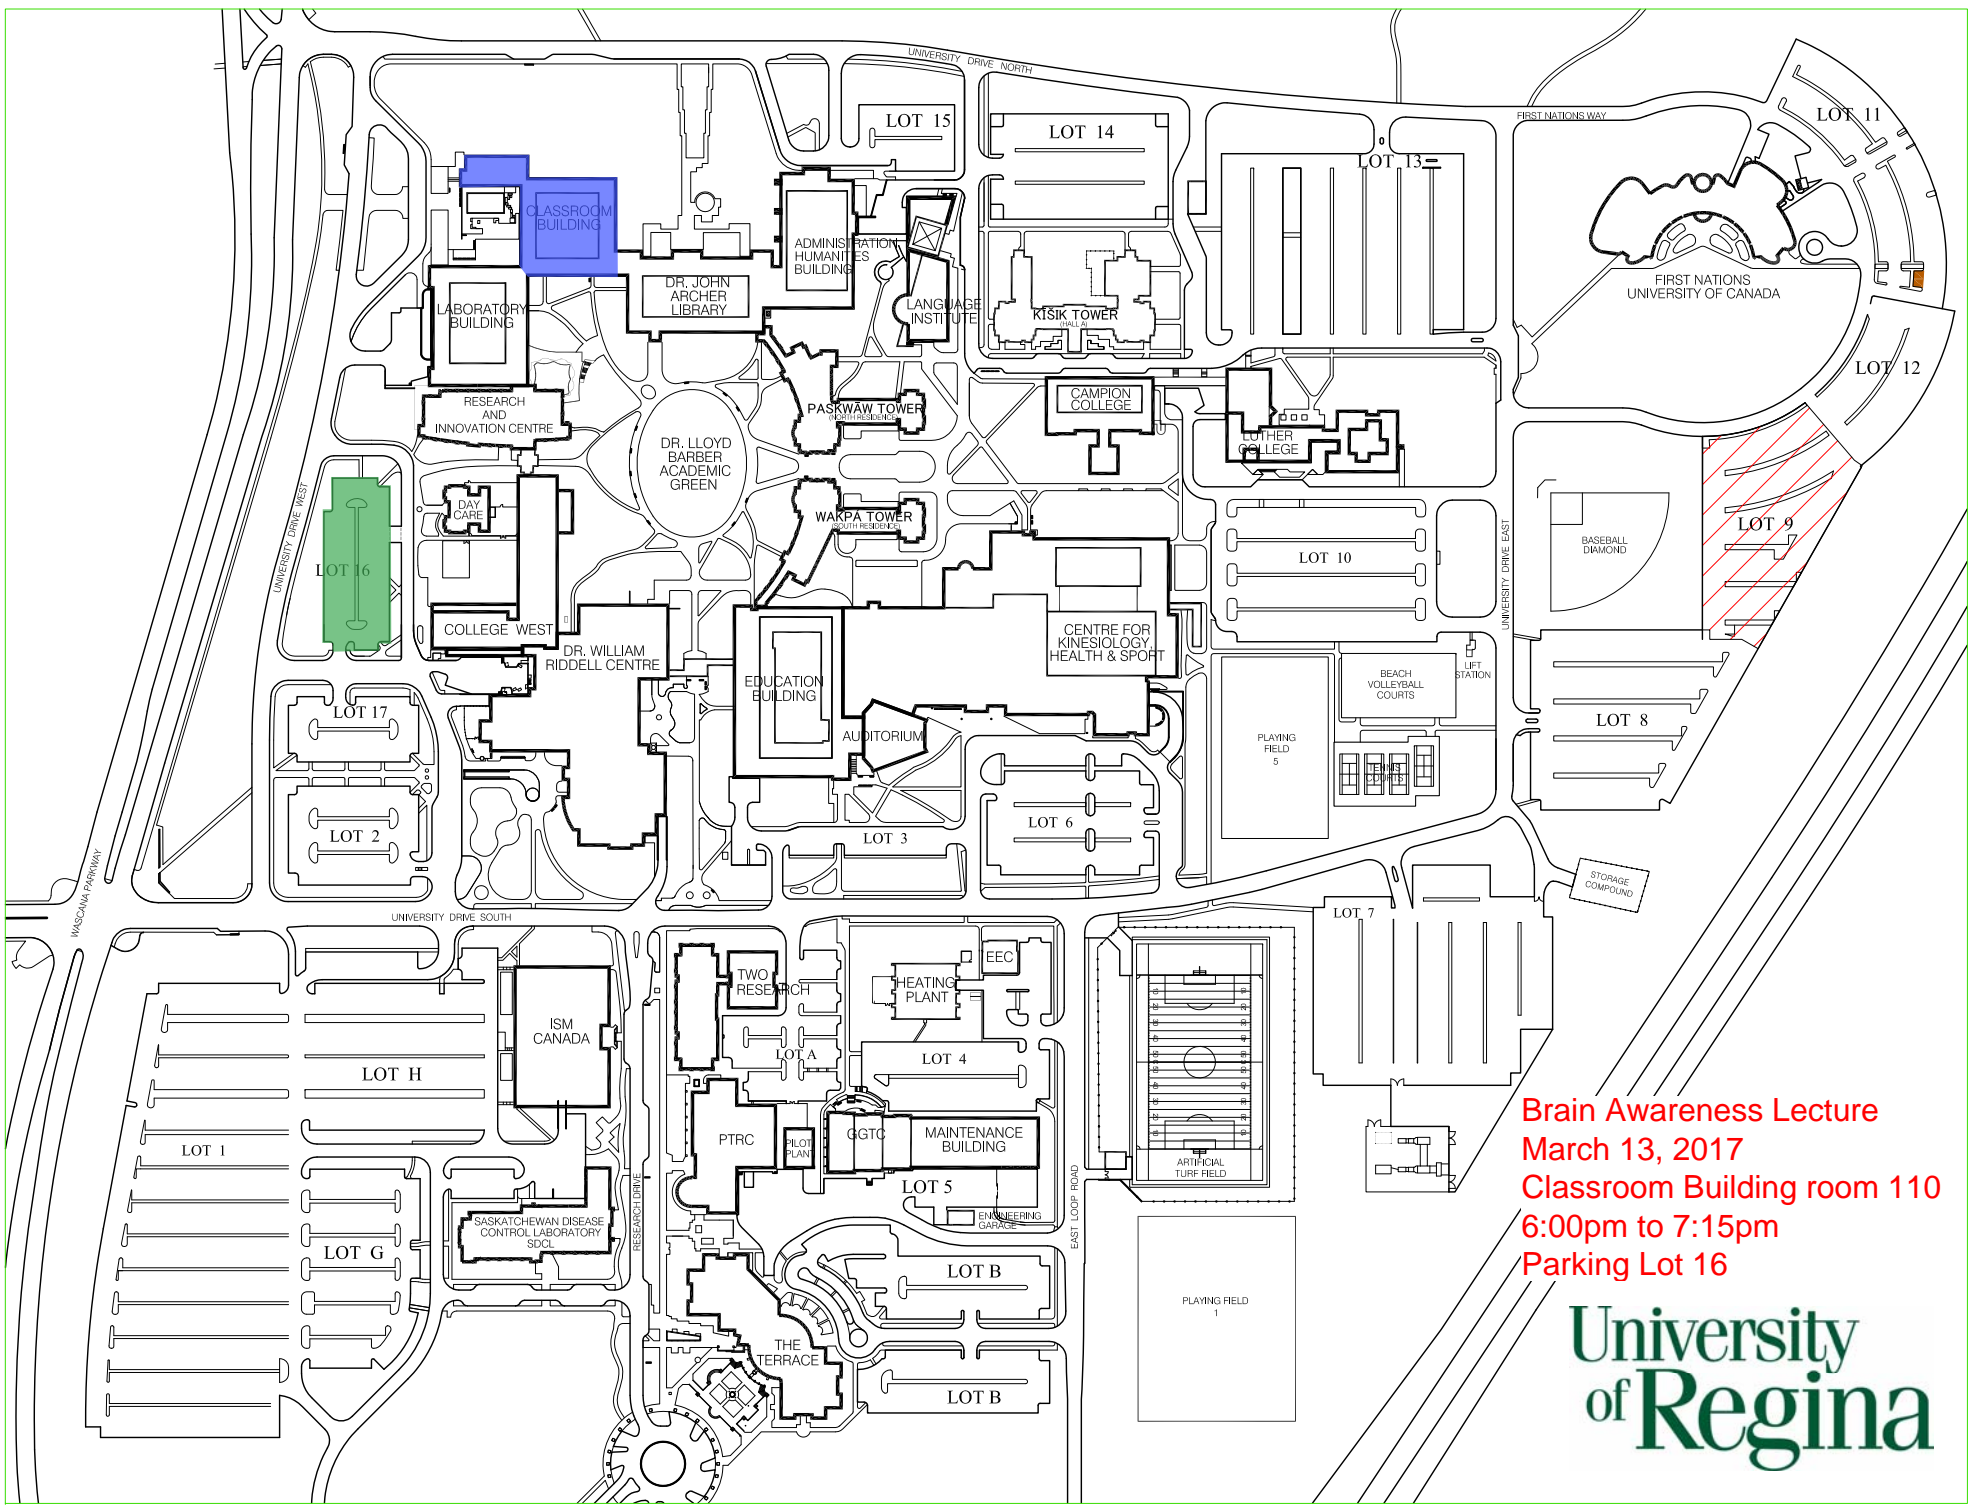 UNIVERSITY DRIVE NORTH
FIRST NATIONS WAY
LOT 15
LOT 14
LOT 13
LOT 11
CLASSROOM
BUILDING
ADMINISTRATION
HUMANITIES
BUILDING
DR. JOHN
ARCHER
LIBRARY
LABORATORY
BUILDING
LANGUAGE
INSTITUTE
KĪŠIK TOWER
(HALL A)
FIRST NATIONS
UNIVERSITY OF CANADA
LOT 12
RESEARCH
AND
INNOVATION CENTRE
PASKWĀW TOWER
(NORTH RESIDENCE)
CAMPION
COLLEGE
LUTHER
COLLEGE
DR. LLOYD
BARBER
ACADEMIC
GREEN
DAY
CARE
WAKPÁ TOWER
(SOUTH RESIDENCE)
UNIVERSITY DRIVE WEST
LOT 16
LOT 10
UNIVERSITY DRIVE EAST
BASEBALL
DIAMOND
LOT 9
COLLEGE WEST
DR. WILLIAM
RIDDELL CENTRE
CENTRE FOR
KINESIOLOGY,
HEALTH & SPORT
EDUCATION
BUILDING
AUDITORIUM
BEACH
VOLLEYBALL
COURTS
LIFT
STATION
LOT 17
LOT 8
PLAYING
FIELD
5
TENNIS
COURTS
LOT 2
LOT 3
LOT 6
WASCANA PARKWAY
STORAGE
COMPOUND
UNIVERSITY DRIVE SOUTH
LOT 7
TWO
RESEARCH
HEATING
PLANT
EEC
ISM
CANADA
LOT A
LOT 4
LOT H
LOT 1
PTRC
PILOT
PLANT
GGTC
MAINTENANCE
BUILDING
ARTIFICIAL
TURF FIELD
LOT 5
ENGINEERING
GARAGE
RESEARCH DRIVE
EAST LOOP ROAD
SASKATCHEWAN DISEASE
CONTROL LABORATORY
SDCL
LOT G
LOT B
PLAYING FIELD
1
THE
TERRACE
LOT B
Brain Awareness Lecture
March 13, 2017
Classroom Building room 110
6:00pm to 7:15pm
Parking Lot 16
University
of Regina